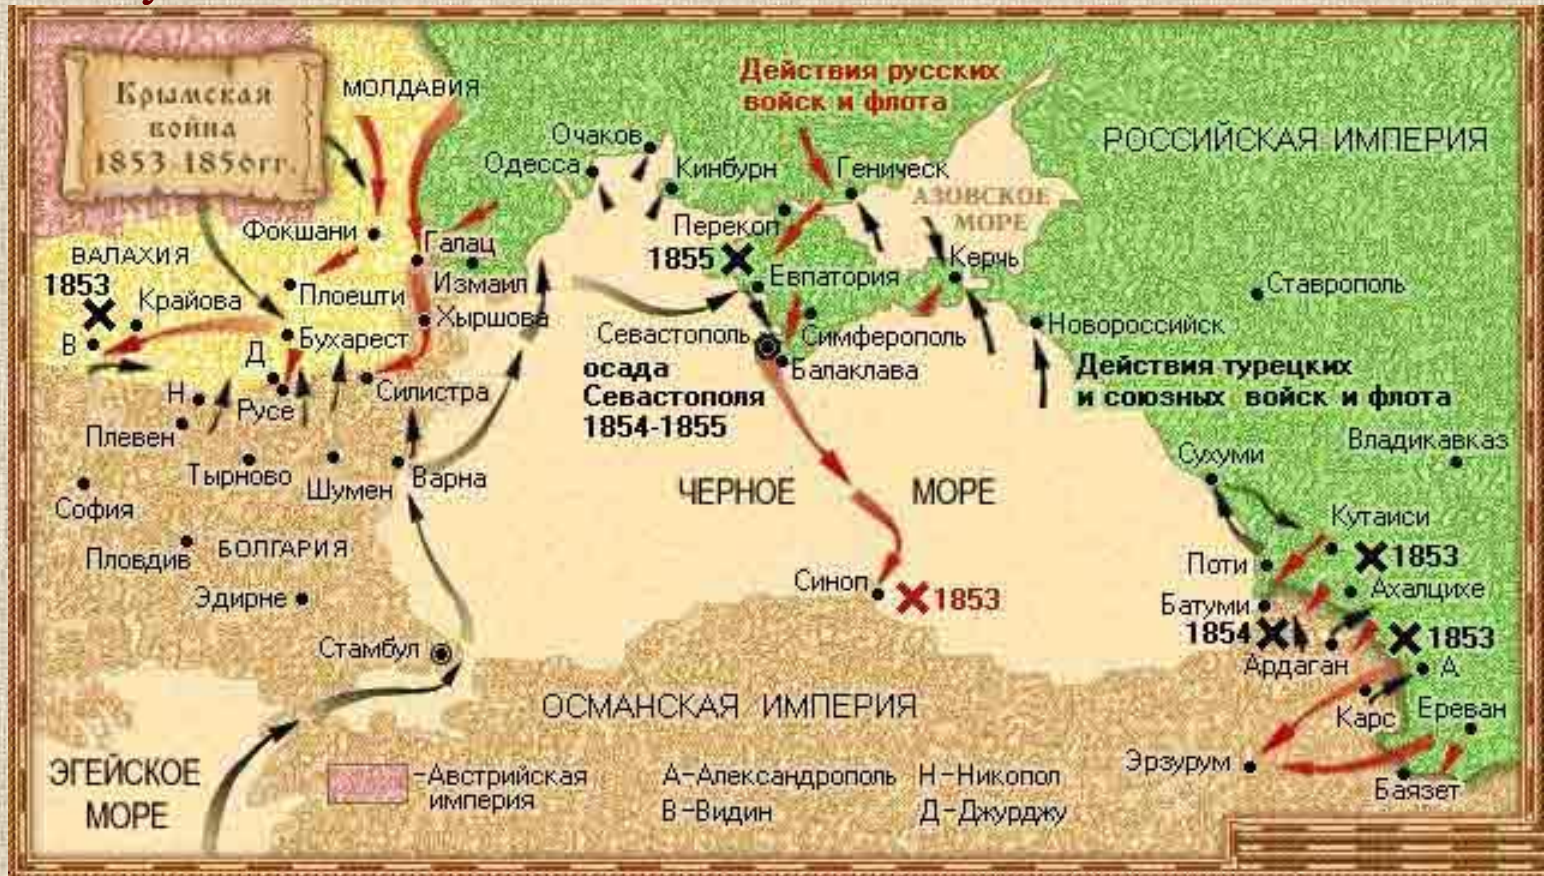 Крымская
война
1853-1856гг.
МОЛДАВИЯ
Действия русских
войск и флота
РОССИЙСКАЯ ИМПЕРИЯ
Очаков
Одесса
Кинбурн
Геническ
АЗОВСКОЕ
МОРЕ
Перекоп
1855
Фокшани
Галац
ВАЛАХИЯ
1853
Крайова
Плоешти
Измаил
Евпатория
Керчь
Ставрополь
Хыршова
Бухарест
В
Д
Севастополь
Симферополь
Новороссийск
Балаклава
осада
Севастополя
1854-1855
Действия турецких
и союзных войск и флота
Н
Русе
Силистра
Плевен
Тырново
Шумен
Варна
София
Пловдив
БОЛГАРИЯ
Эдирне
Стамбул
ЧЕРНОЕ МОРЕ
Владикавказ
Сухуми
Кутаиси
1853
Поти
Ахалцихе
Батуми
1854
1853
Синоп
1853
Ардаган
А
Карс
Ереван
ОСМАНСКАЯ ИМПЕРИЯ
Эрзурум
Баязет
ЭГЕЙСКОЕ
МОРЕ
-Австрийская
империя
А-Александрополь
В-Видин
Н-Никопол
Д-Джурджу